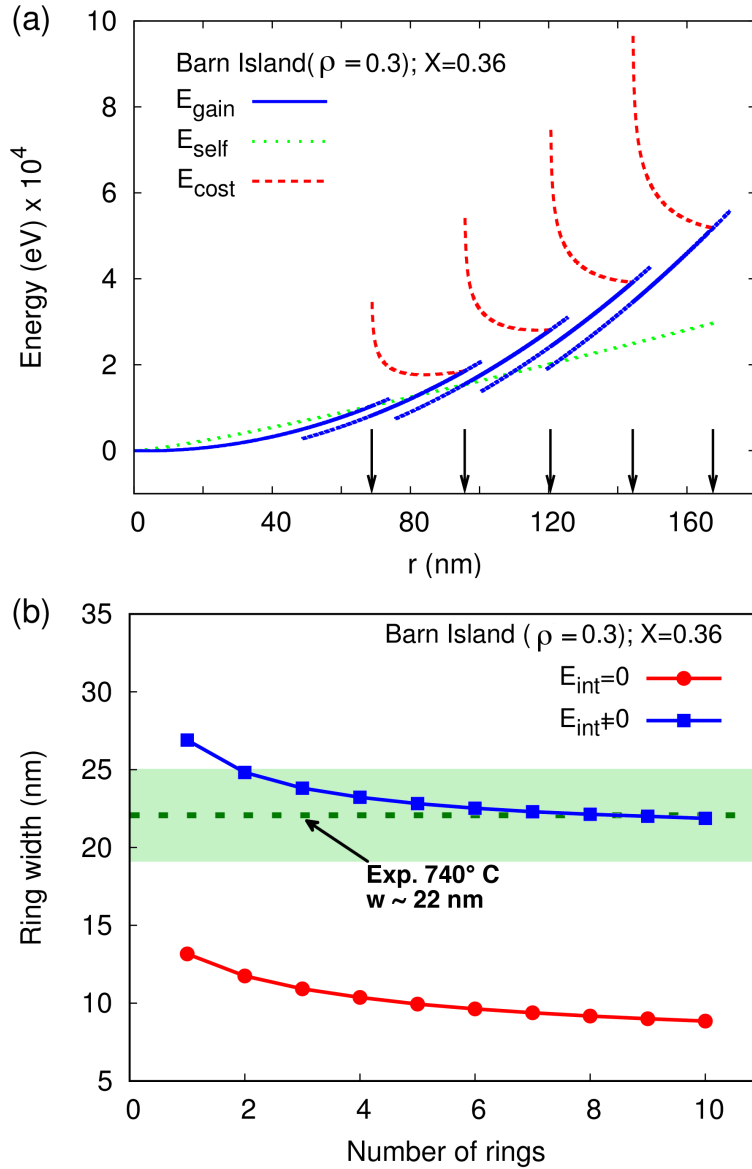 (a)
Energy (eV) x 10^4
10
8
6
4
2
0
Barn Island(ρ = 0.3); X=0.36
E_gain
E_self
E_cost
0 40 80 120 160
r (nm)
(b)
Ring width (nm)
35
30
25
20
15
10
5
Barn Island (ρ = 0.3); X=0.36
E_int=0
E_int≠0
Exp. 740° C
w ~ 22 nm
0 2 4 6 8 10
Number of rings